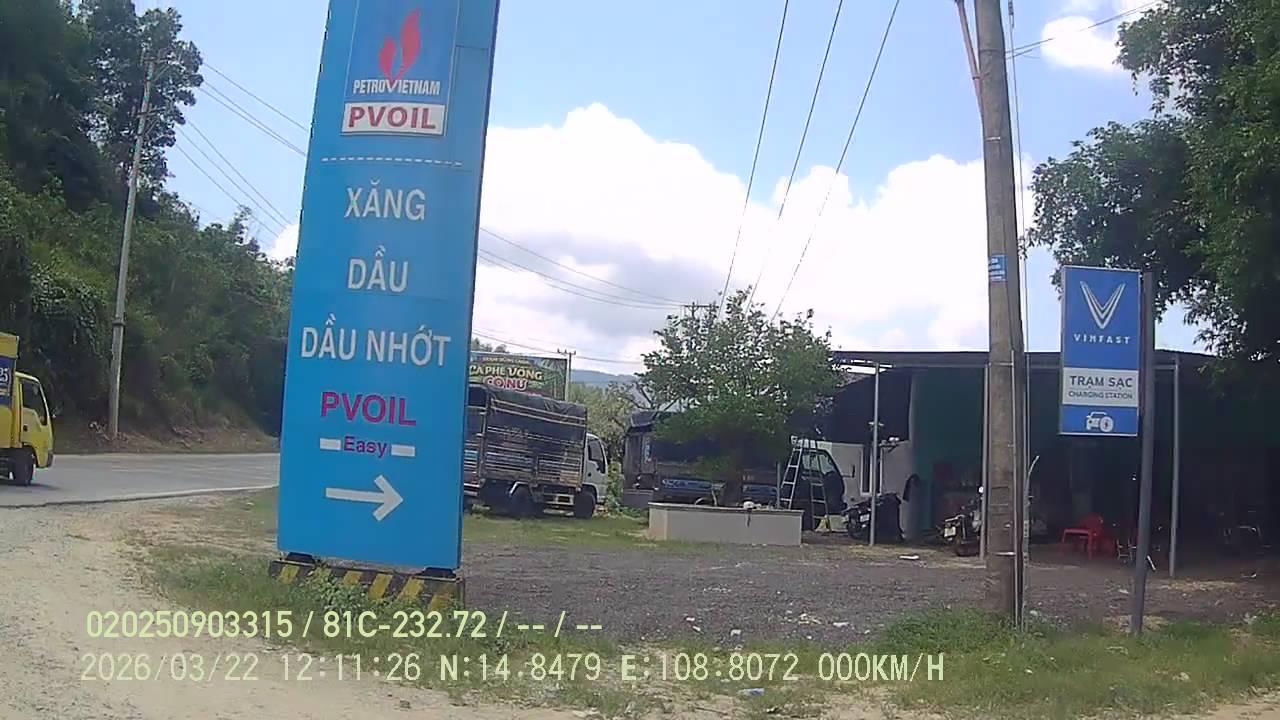 PETROVIETNAM
PVOIL
XĂNG
DẦU
DẦU NHỚT
PVOIL
Easy
CÀ PHÊ VÕNG
VINFAST
TRẠM SẠC
CHARGING STATION
020250903315 / 81C-232.72 / -- / --
2026/03/22 12:11:26 N:14.8479 E:108.8072 000KM/H